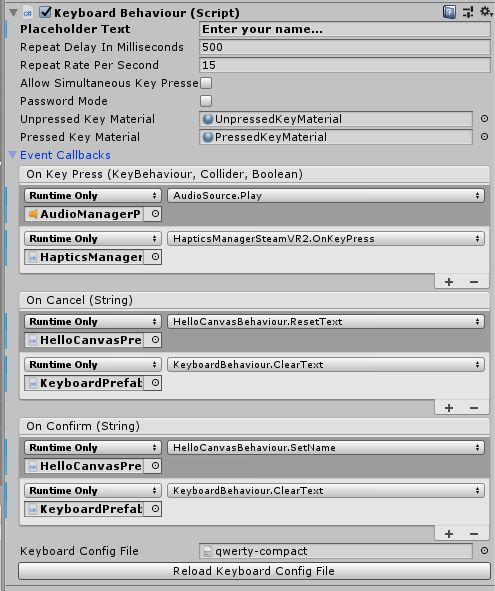 Keyboard Behaviour (Script)
Placeholder Text Enter your name...
Repeat Delay In Milliseconds 500
Repeat Rate Per Second 15
Allow Simultaneous Key Presse
Password Mode
Unpressed Key Material UnpressedKeyMaterial
Pressed Key Material PressedKeyMaterial
Event Callbacks
On Key Press (KeyBehaviour, Collider, Boolean)
Runtime Only AudioSource.Play
AudioManagerP
Runtime Only HapticsManagerSteamVR2.OnKeyPress
HapticsManager
+ −
On Cancel (String)
Runtime Only HelloCanvasBehaviour.ResetText
HelloCanvasPre
Runtime Only KeyboardBehaviour.ClearText
KeyboardPrefab
+ −
On Confirm (String)
Runtime Only HelloCanvasBehaviour.SetName
HelloCanvasPre
Runtime Only KeyboardBehaviour.ClearText
KeyboardPrefab
+ −
Keyboard Config File qwerty-compact
Reload Keyboard Config File